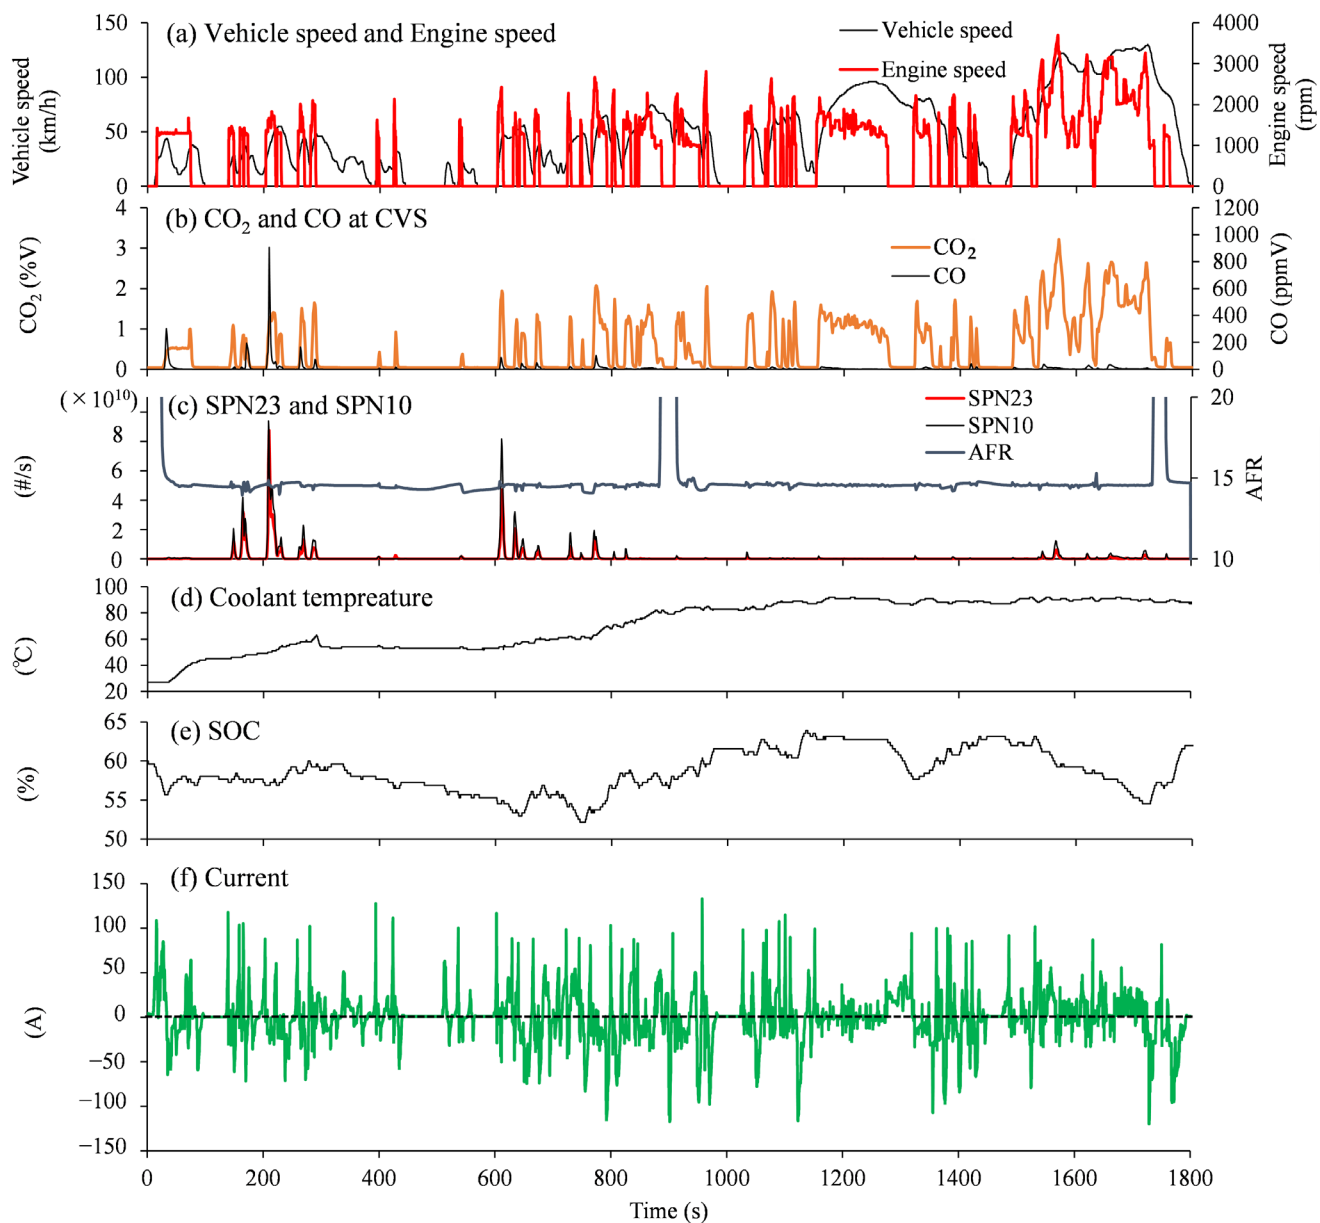 (a) Vehicle speed and Engine speed
Vehicle speed
Engine speed
Vehicle speed
(km/h)
150
100
50
0
Engine speed
(rpm)
4000
3000
2000
1000
0
(b) CO₂ and CO at CVS
CO₂
CO
CO₂ (%V)
4
3
2
1
0
CO (ppmV)
1200
1000
800
600
400
200
0
(×10¹⁰)
(c) SPN23 and SPN10
SPN23
SPN10
AFR
(#/s)
8
6
4
2
0
AFR
20
15
10
(d) Coolant tempreature
(℃)
100
80
60
40
20
(e) SOC
(%)
65
60
55
50
(f) Current
(A)
150
100
50
0
−50
−100
−150
0 200 400 600 800 1000 1200 1400 1600 1800
Time (s)